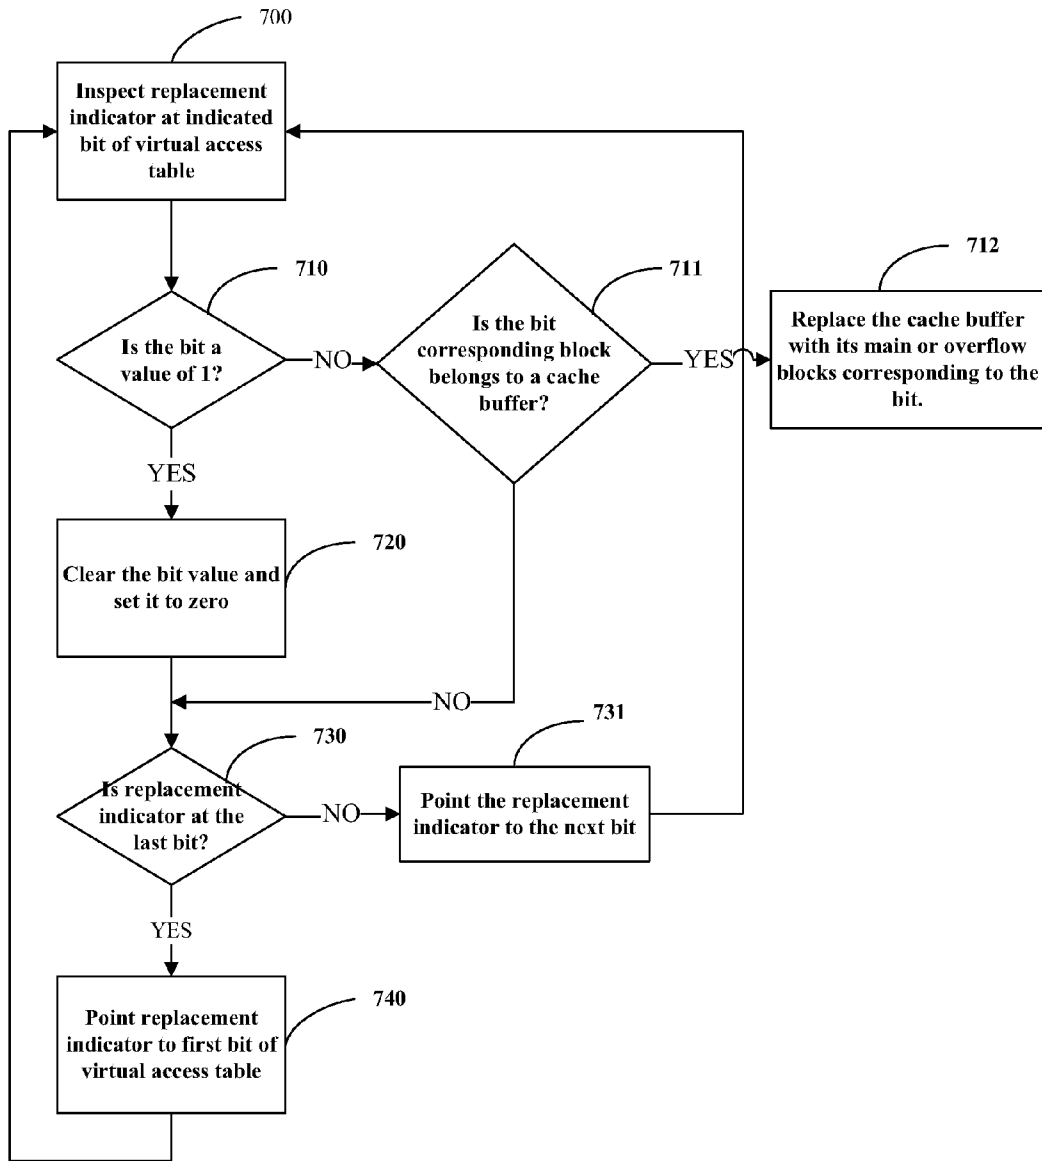 700
Inspect replacement
indicator at indicated
bit of virtual access
table
710
Is the bit a
value of 1?
NO
711
Is the bit
corresponding block
belongs to a cache
buffer?
YES
712
Replace the cache buffer
with its main or overflow
blocks corresponding to the
bit.
YES
720
Clear the bit value and
set it to zero
NO
730
Is replacement
indicator at the
last bit?
NO
731
Point the replacement
indicator to the next bit
YES
740
Point replacement
indicator to first bit of
virtual access table